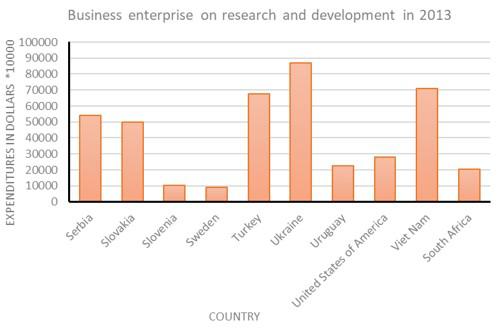 Business enterprise on research and development in 2013
EXPENDITURES IN DOLLARS *10000
100000
90000
80000
70000
60000
50000
40000
30000
20000
10000
0
Serbia
Slovakia
Slovenia
Sweden
Turkey
Ukraine
Uruguay
United States of America
Viet Nam
South Africa
COUNTRY